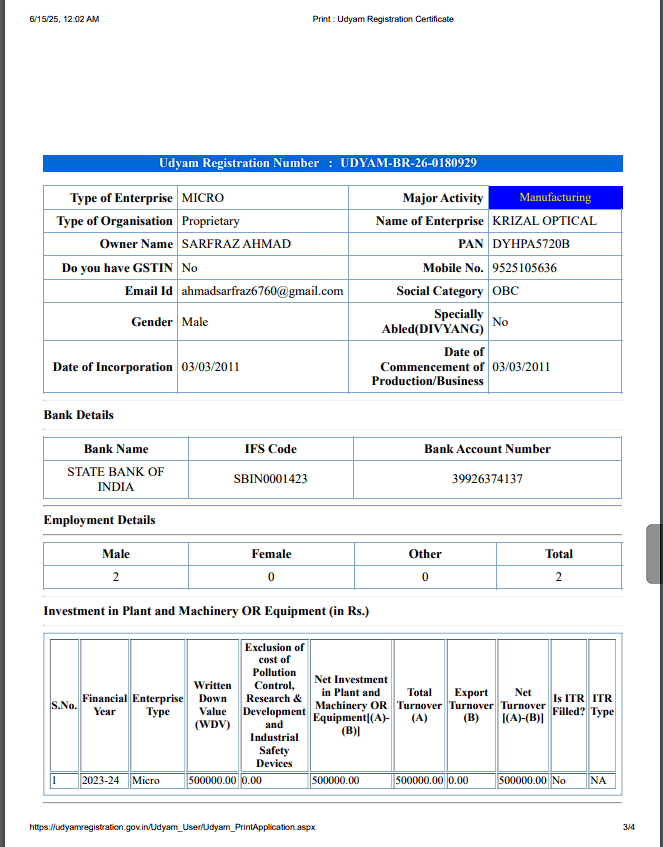 6/15/25, 12:02 AM Print : Udyam Registration Certificate
Udyam Registration Number : UDYAM-BR-26-0180929
Type of Enterprise MICRO Major Activity Manufacturing
Type of Organisation Proprietary Name of Enterprise KRIZAL OPTICAL
Owner Name SARFRAZ AHMAD PAN DYHPA5720B
Do you have GSTIN No Mobile No. 9525105636
Email Id ahmadsarfraz6760@gmail.com Social Category OBC
Gender Male Specially
Abled(DIVYANG) No
Date of Incorporation 03/03/2011 Date of
Commencement of
Production/Business 03/03/2011
Bank Details
Bank Name IFS Code Bank Account Number
STATE BANK OF
INDIA SBIN0001423 39926374137
Employment Details
Male Female Other Total
2 0 0 2
Investment in Plant and Machinery OR Equipment (in Rs.)
S.No.
Financial
Year
Enterprise
Type
Written
Down
Value
(WDV)
Exclusion of
cost of
Pollution
Control,
Research &
Development
and
Industrial
Safety
Devices
Net Investment
in Plant and
Machinery OR
Equipment[(A)-
(B)]
Total
Turnover
(A)
Export
Turnover
(B)
Net
Turnover
[(A)-(B)]
Is ITR
Filled?
ITR
Type
1 2023-24 Micro 500000.00 0.00 500000.00 500000.00 0.00 500000.00 No NA
https://udyamregistration.gov.in/Udyam_User/Udyam_PrintApplication.aspx 3/4